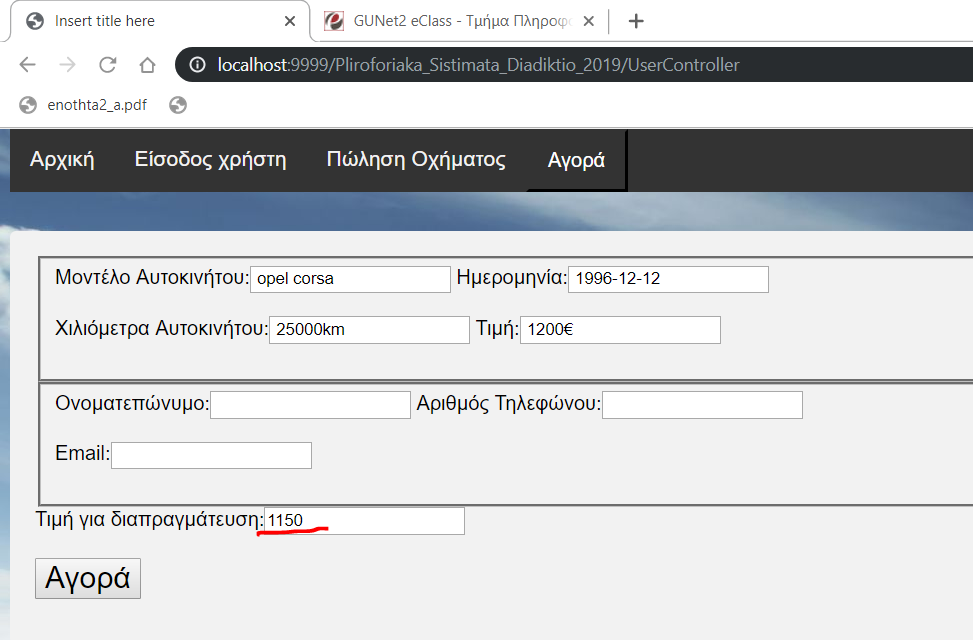 Insert title here
GUNet2 eClass - Τμήμα Πληροφο
localhost:9999/Pliroforiaka_Sistimata_Diadiktio_2019/UserController
enothta2_a.pdf
Αρχική Είσοδος χρήστη Πώληση Οχήματος Αγορά
Μοντέλο Αυτοκινήτου: opel corsa Ημερομηνία: 1996-12-12
Χιλιόμετρα Αυτοκινήτου: 25000km Τιμή: 1200€
Ονοματεπώνυμο: Αριθμός Τηλεφώνου:
Email:
Τιμή για διαπραγμάτευση: 1150
Αγορά